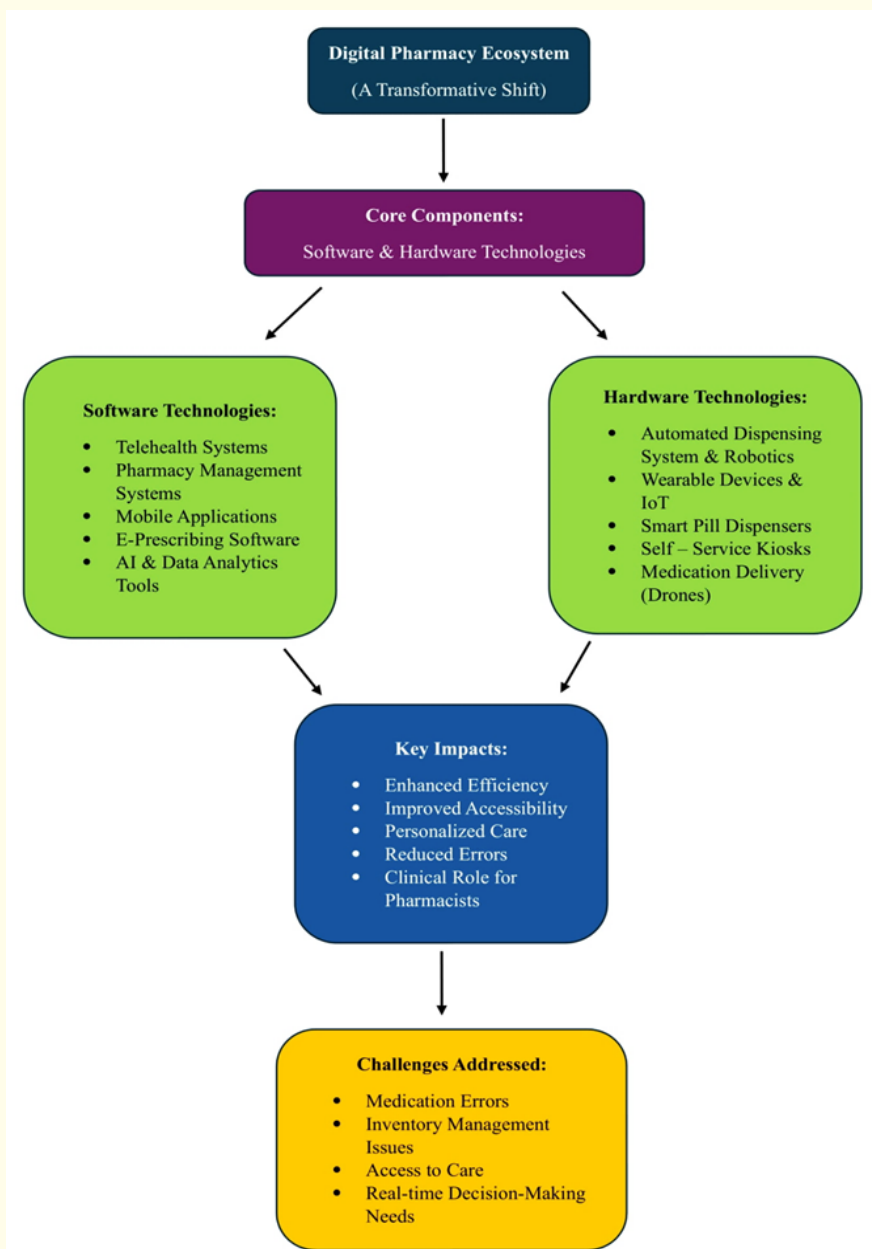 Digital Pharmacy Ecosystem
(A Transformative Shift)
Core Components:
Software & Hardware Technologies
Software Technologies:
• Telehealth Systems
• Pharmacy Management
Systems
• Mobile Applications
• E-Prescribing Software
• AI & Data Analytics
Tools
Hardware Technologies:
• Automated Dispensing
System & Robotics
• Wearable Devices &
IoT
• Smart Pill Dispensers
• Self – Service Kiosks
• Medication Delivery
(Drones)
Key Impacts:
• Enhanced Efficiency
• Improved Accessibility
• Personalized Care
• Reduced Errors
• Clinical Role for
Pharmacists
Challenges Addressed:
• Medication Errors
• Inventory Management
Issues
• Access to Care
• Real-time Decision-Making
Needs